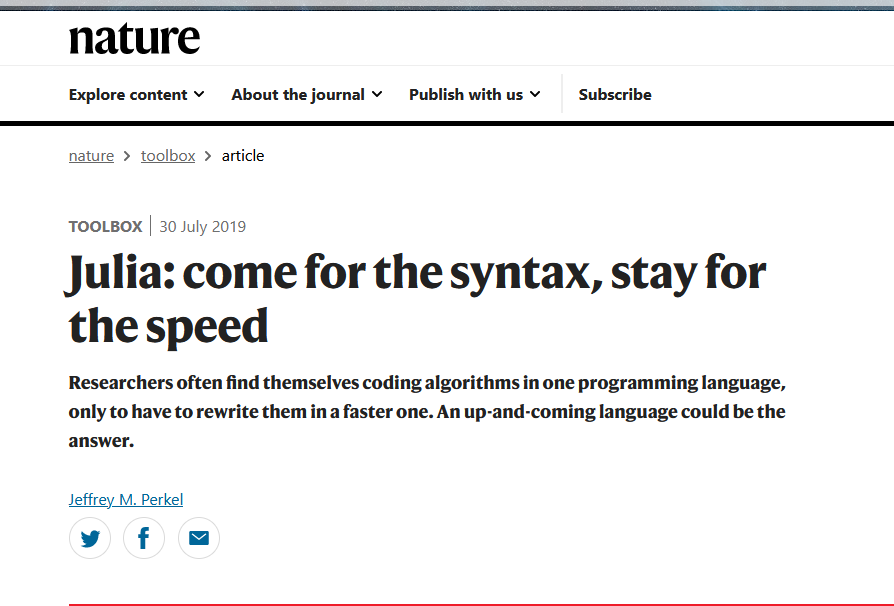 nature
Explore content About the journal Publish with us Subscribe
nature > toolbox > article
TOOLBOX | 30 July 2019
Julia: come for the syntax, stay for
the speed
Researchers often find themselves coding algorithms in one programming language,
only to have to rewrite them in a faster one. An up-and-coming language could be the
answer.
Jeffrey M. Perkel